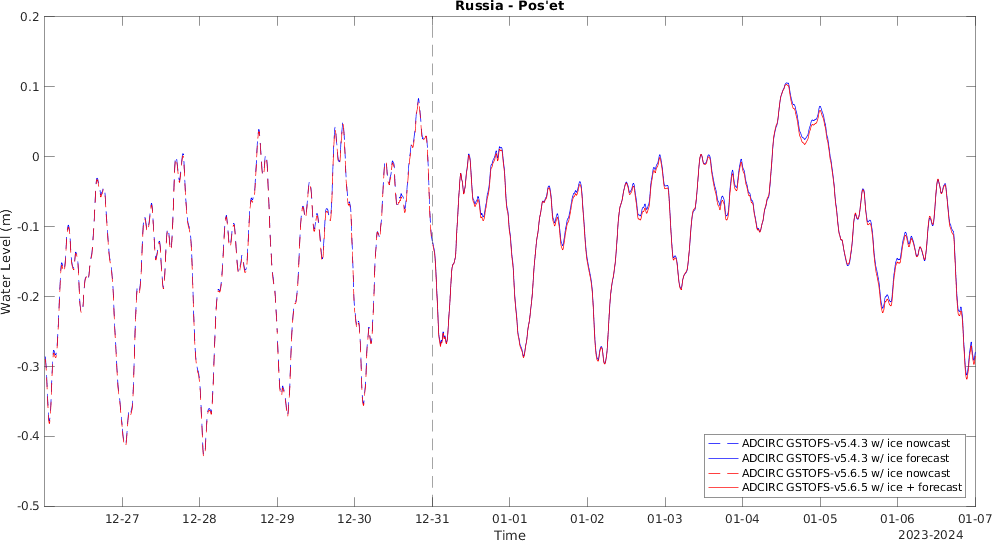 Russia - Pos'et
0.2
0.1
0
-0.1
-0.2
-0.3
-0.4
-0.5
Water Level (m)
ADCIRC GSTOFS-v5.4.3 w/ ice nowcast
ADCIRC GSTOFS-v5.4.3 w/ ice forecast
ADCIRC GSTOFS-v5.6.5 w/ ice nowcast
ADCIRC GSTOFS-v5.6.5 w/ ice + forecast
12-27 12-28 12-29 12-30 12-31 01-01 01-02 01-03 01-04 01-05 01-06 01-07
Time
2023-2024